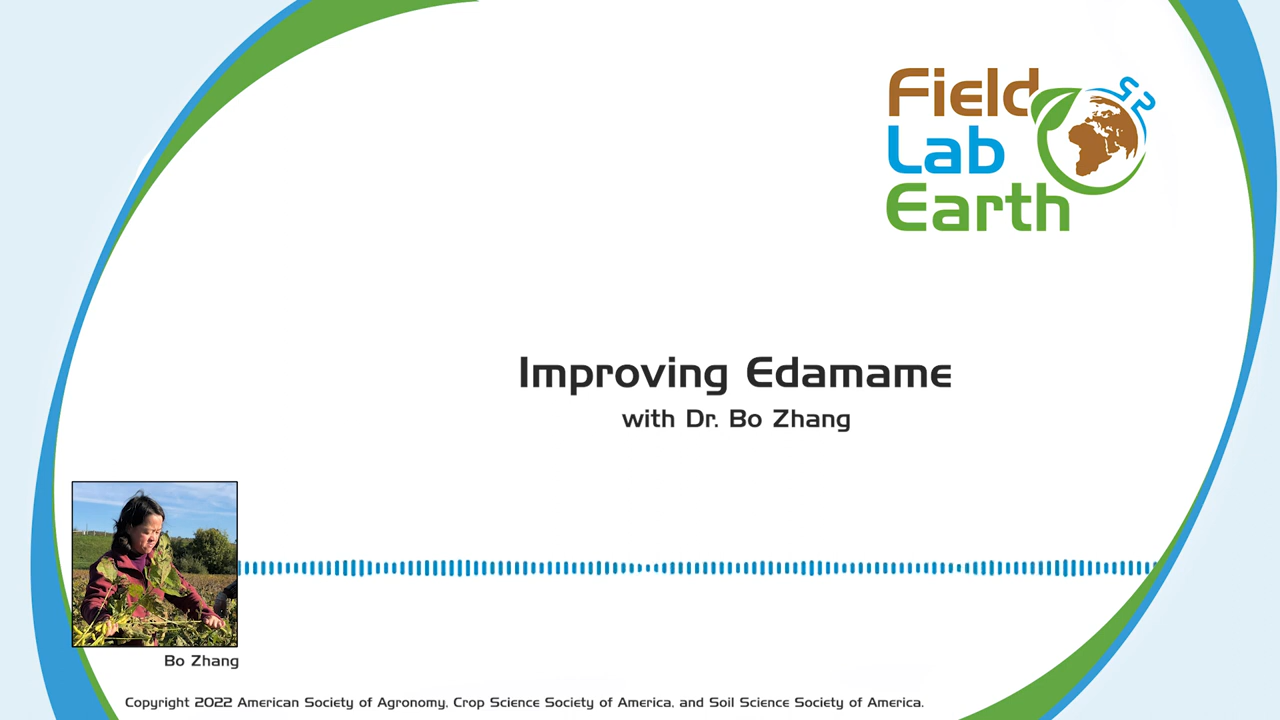 Field
Lab
Earth
Improving Edamame
with Dr. Bo Zhang
Bo Zhang
Copyright 2022 American Society of Agronomy, Crop Science Society of America, and Soil Science Society of America.